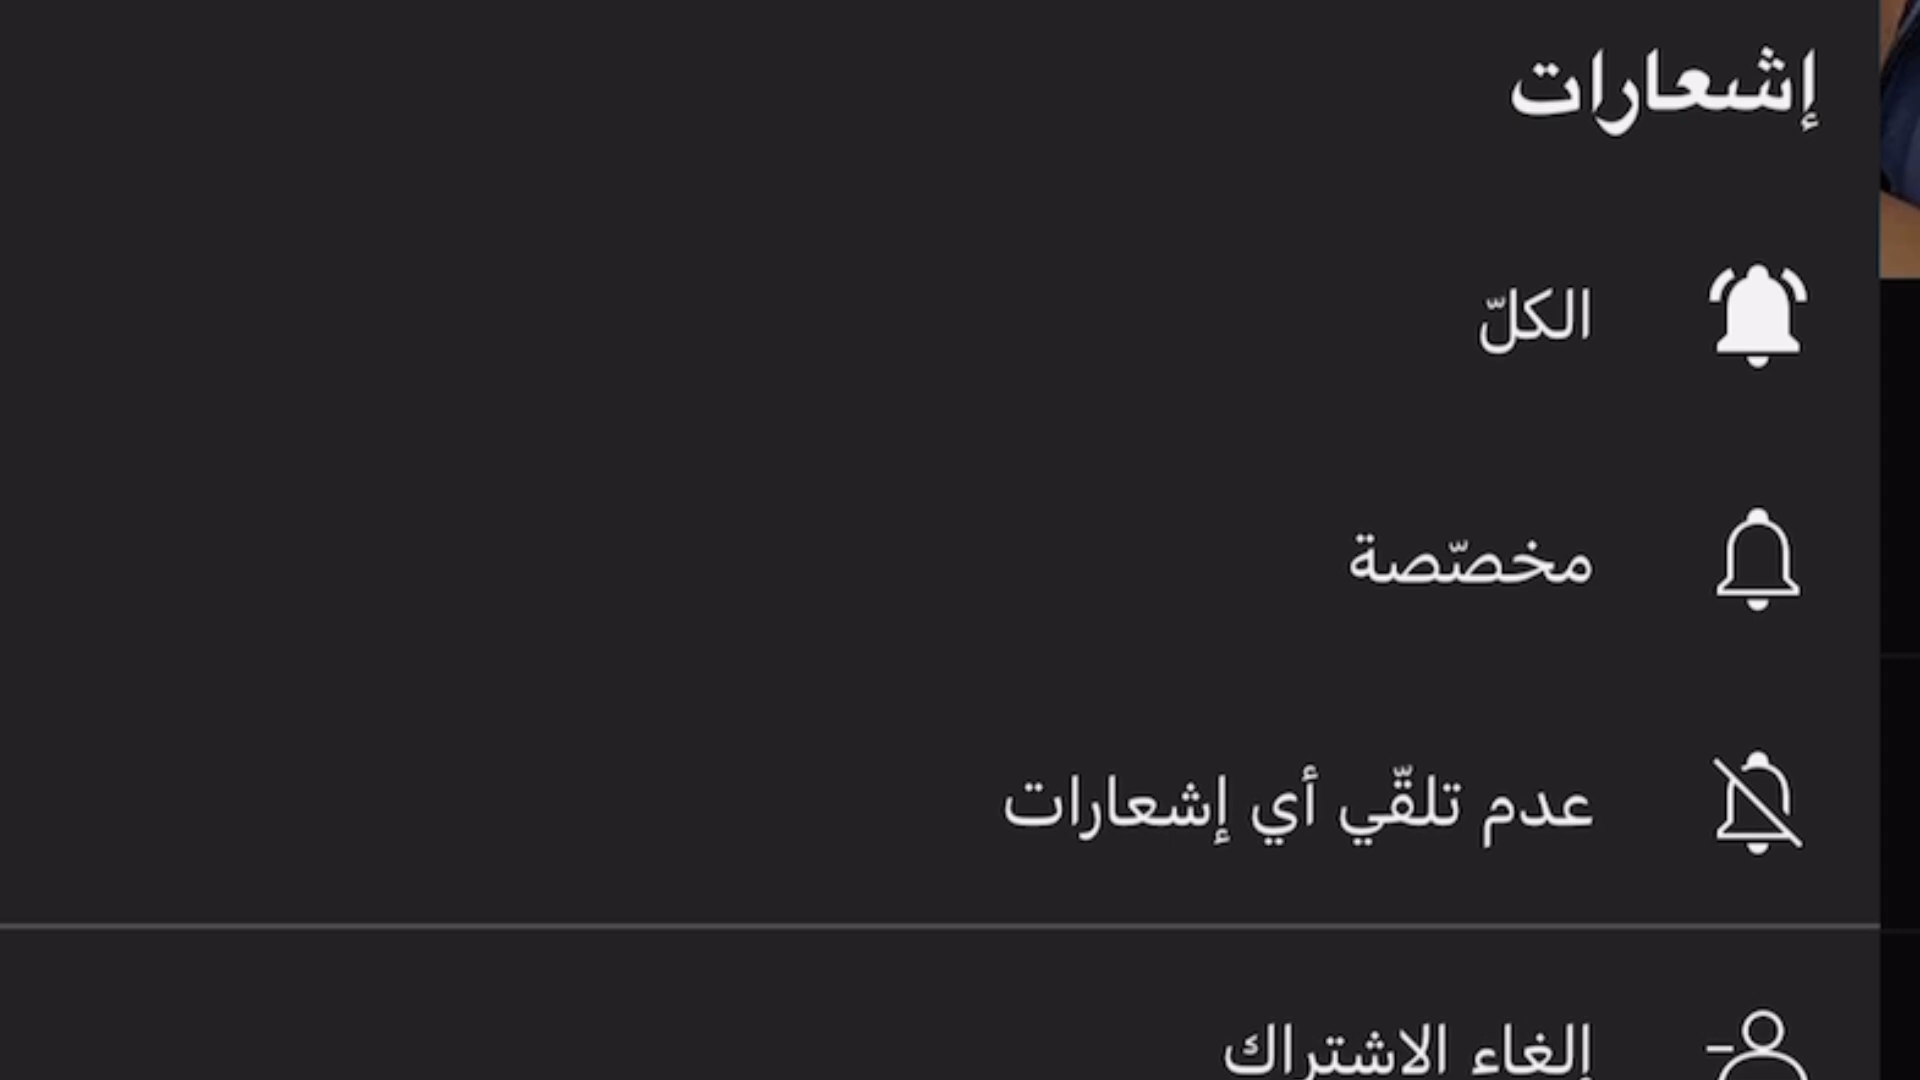 إشعارات
الكلّ
مخصّصة
عدم تلقّي أي إشعارات
إلغاء الاشتراك